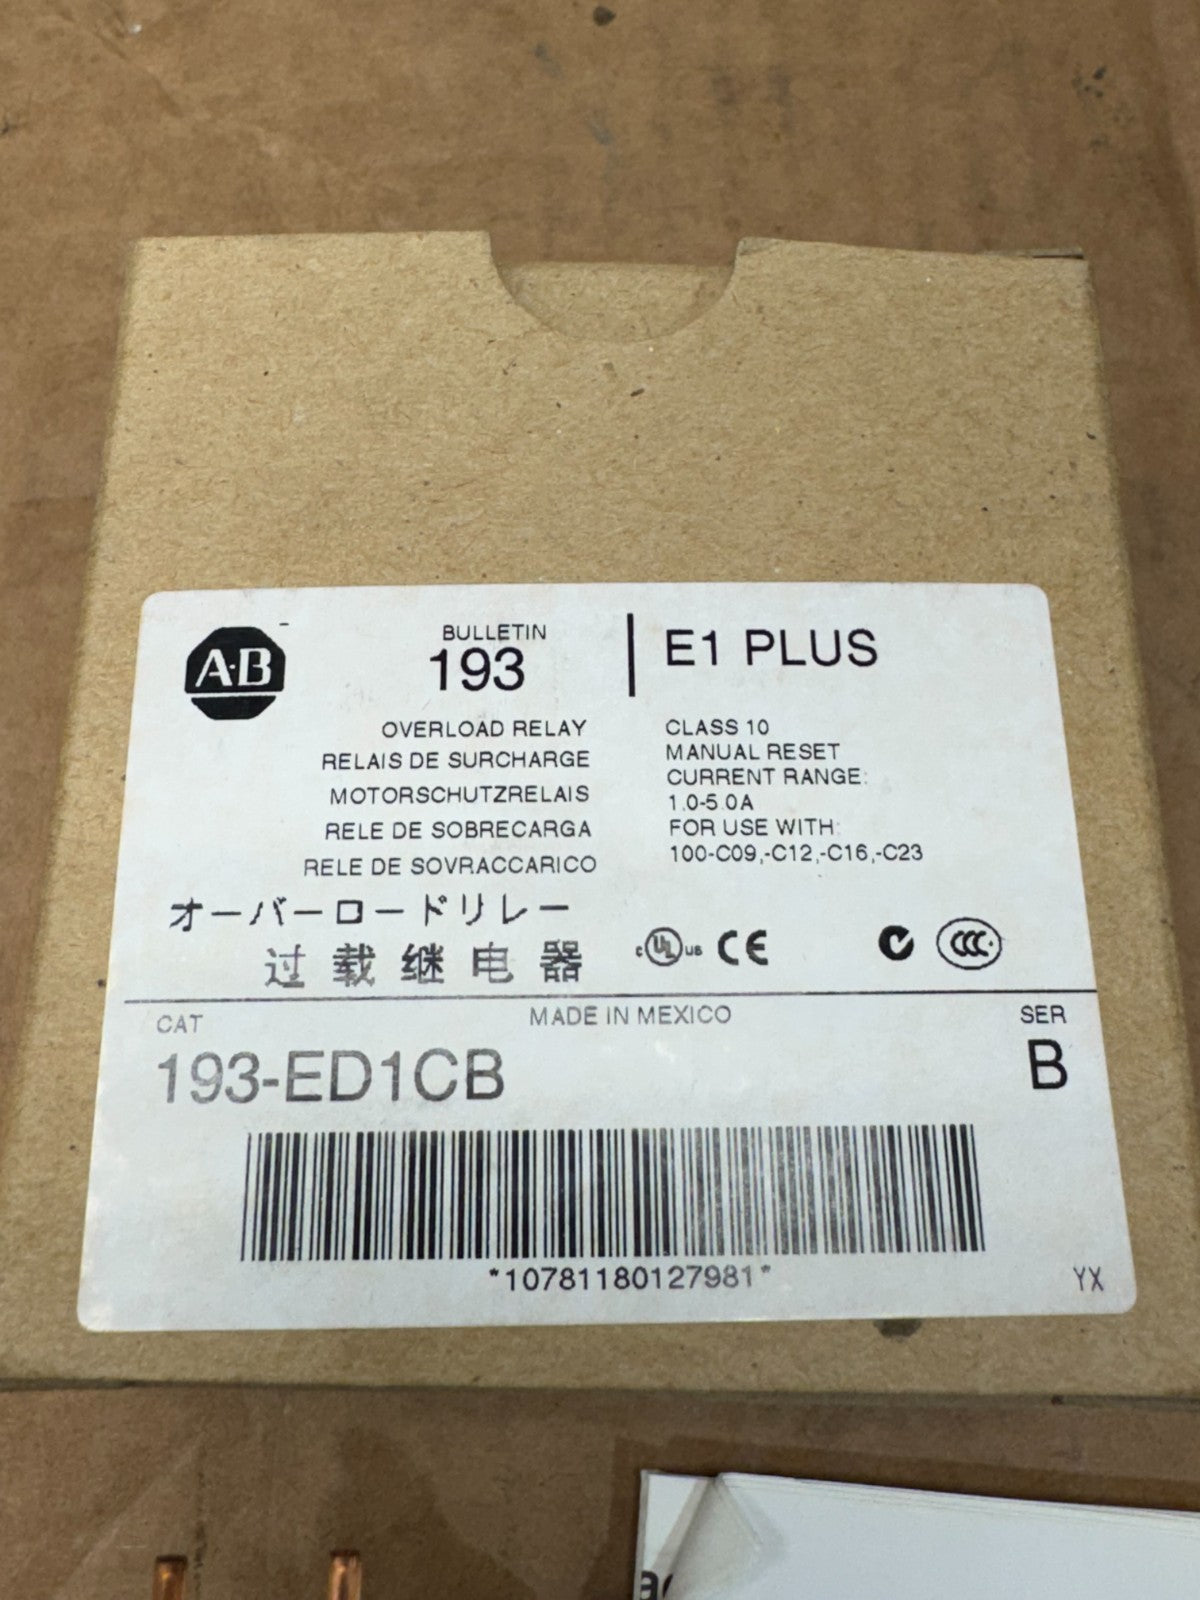 A·B
BULLETIN
193
E1 PLUS
OVERLOAD RELAY
RELAIS DE SURCHARGE
MOTORSCHUTZRELAIS
RELE DE SOBRECARGA
RELE DE SOVRACCARICO
オーバーロードリレー
过载继电器
CLASS 10
MANUAL RESET
CURRENT RANGE:
1.0-5.0A
FOR USE WITH:
100-C09,-C12,-C16,-C23
c UL us CE CCC
CAT
MADE IN MEXICO
SER
193-ED1CB
B
*10781180127981*
YX